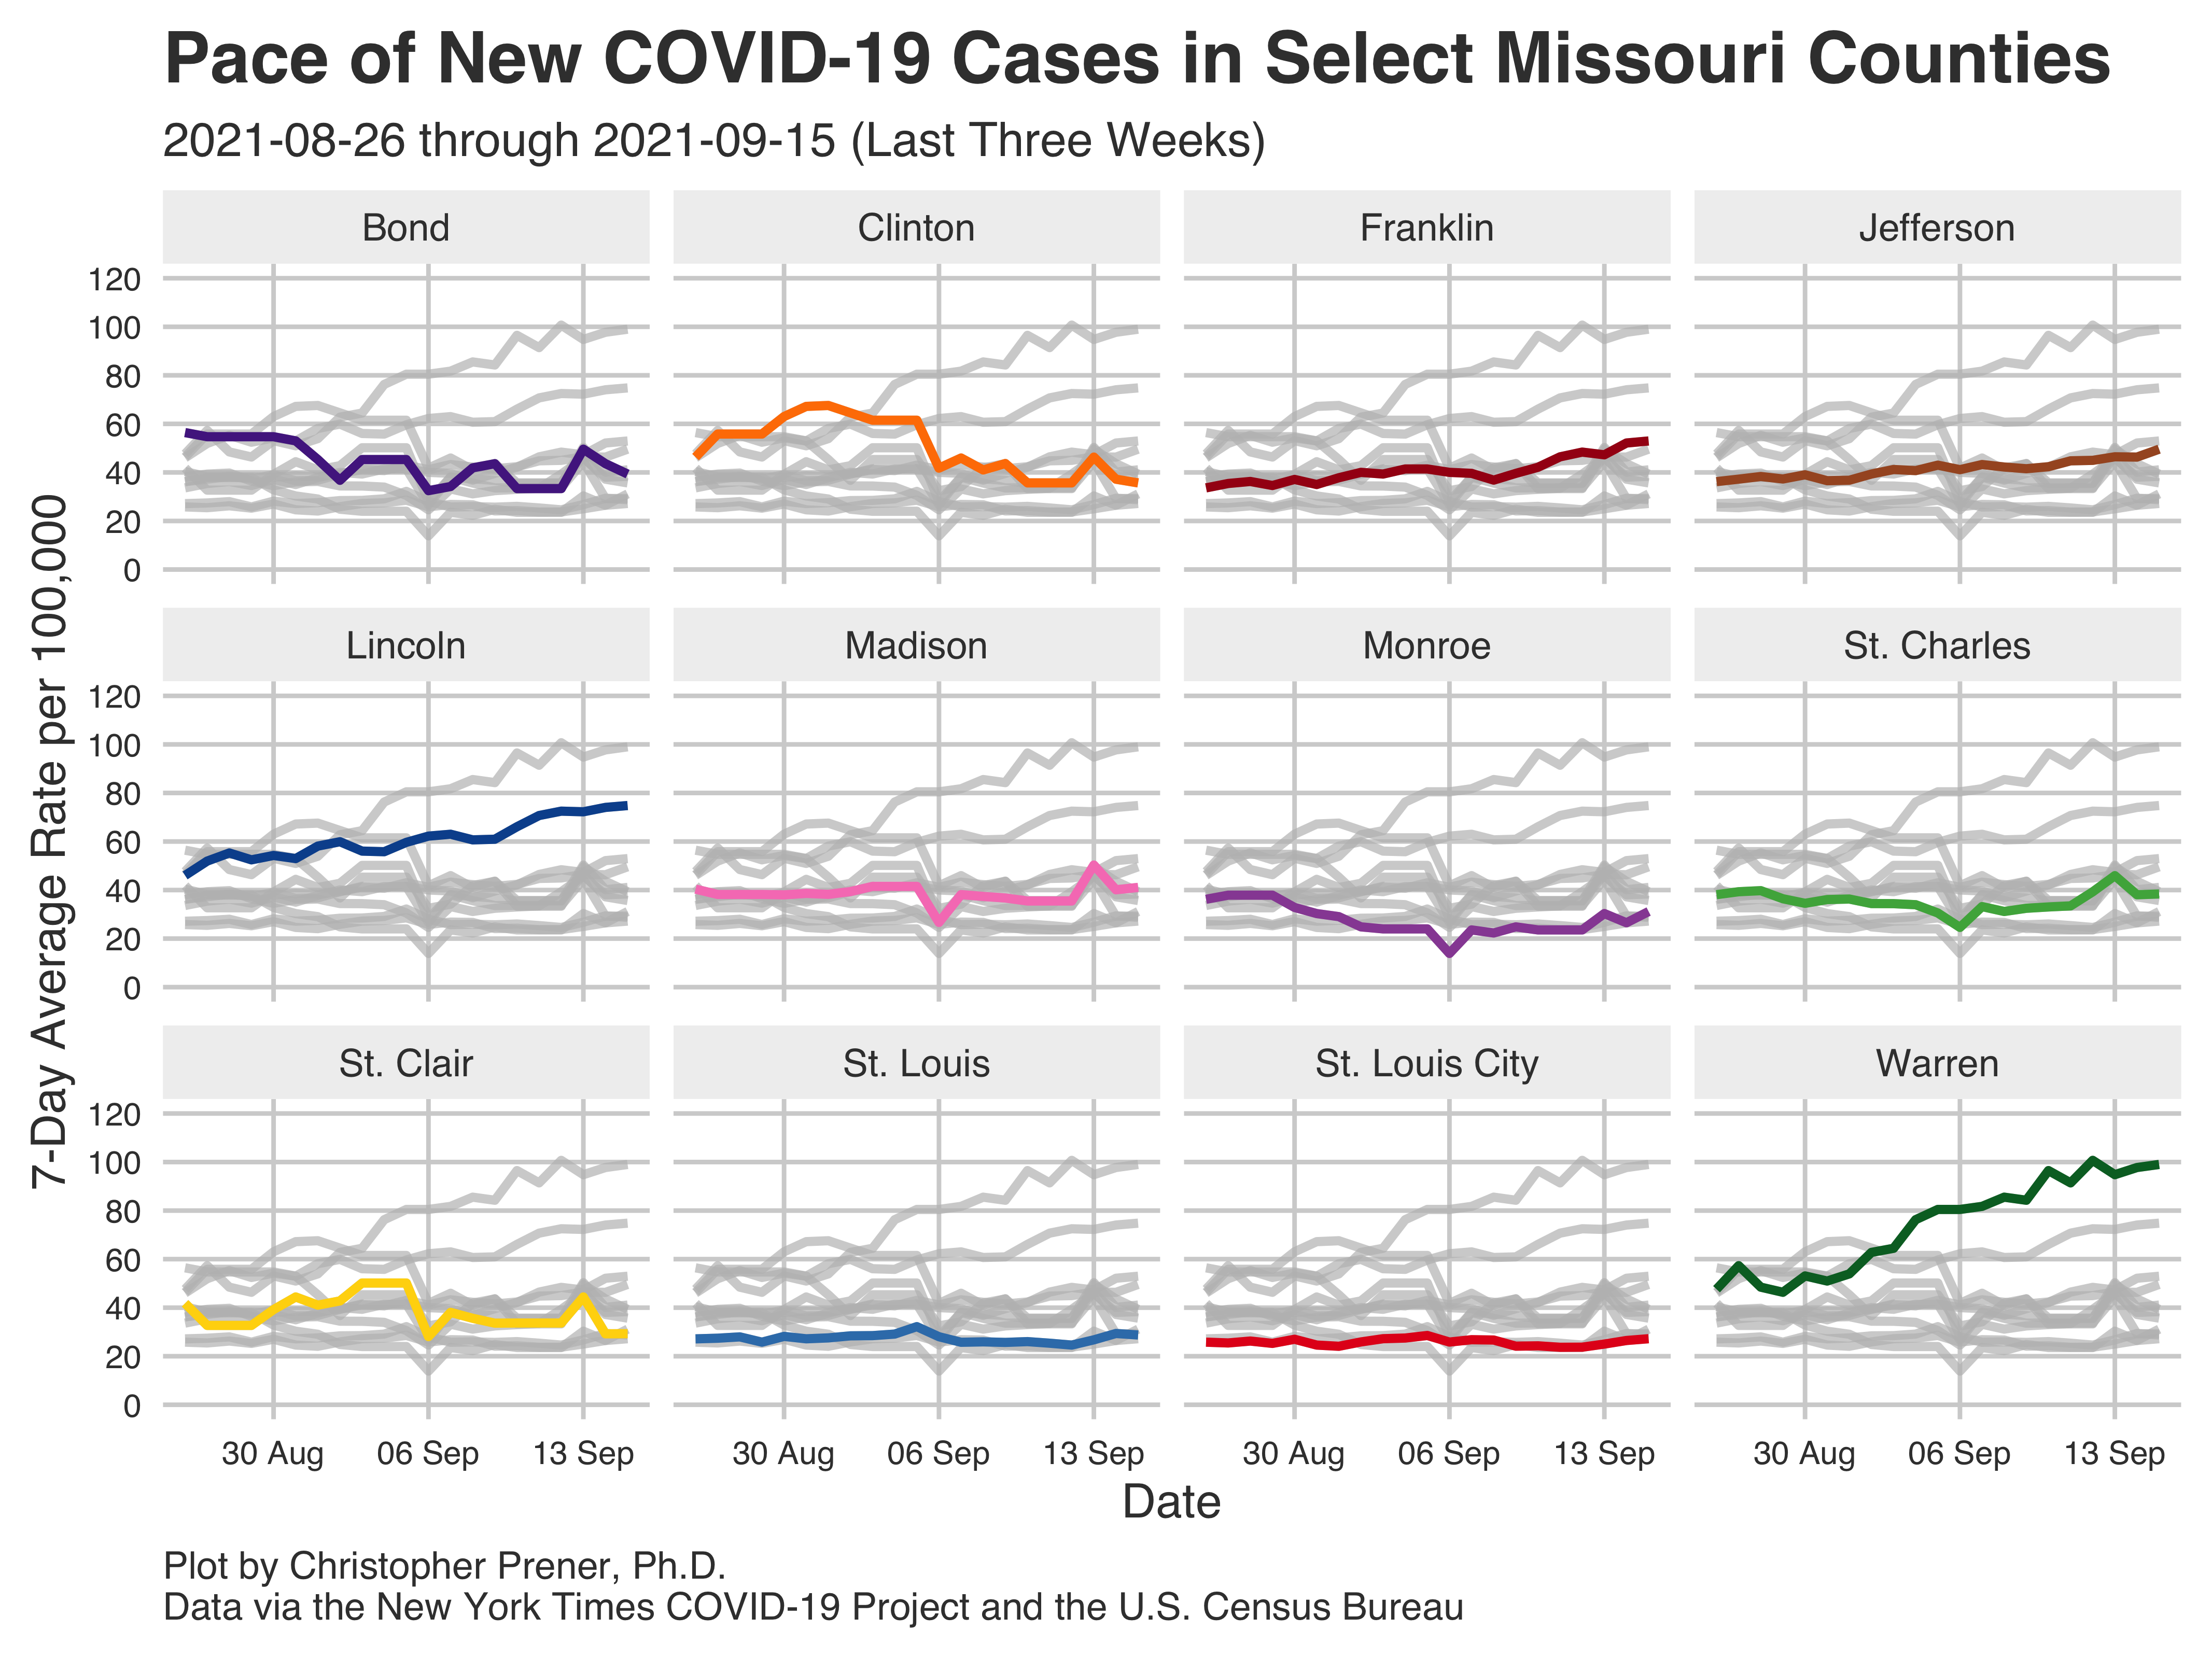 Pace of New COVID-19 Cases in Select Missouri Counties
2021-08-26 through 2021-09-15 (Last Three Weeks)
7-Day Average Rate per 100,000
Bond
Clinton
Franklin
Jefferson
120
100
80
60
40
20
0
Lincoln
Madison
Monroe
St. Charles
120
100
80
60
40
20
0
St. Clair
St. Louis
St. Louis City
Warren
120
100
80
60
40
20
0
30 Aug 06 Sep 13 Sep
30 Aug 06 Sep 13 Sep
30 Aug 06 Sep 13 Sep
30 Aug 06 Sep 13 Sep
Date
Plot by Christopher Prener, Ph.D.
Data via the New York Times COVID-19 Project and the U.S. Census Bureau